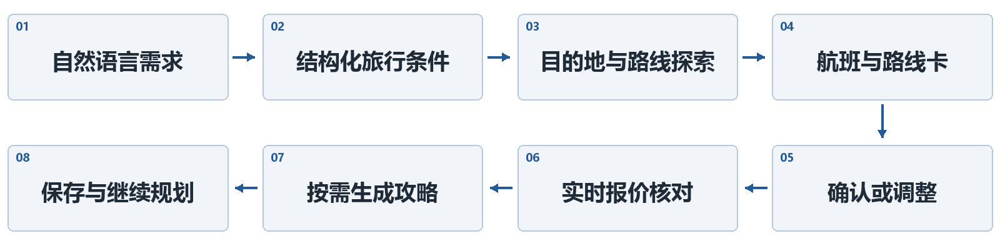 01
自然语言需求
02
结构化旅行条件
03
目的地与路线探索
04
航班与路线卡
05
确认或调整
06
实时报价核对
07
按需生成攻略
08
保存与继续规划